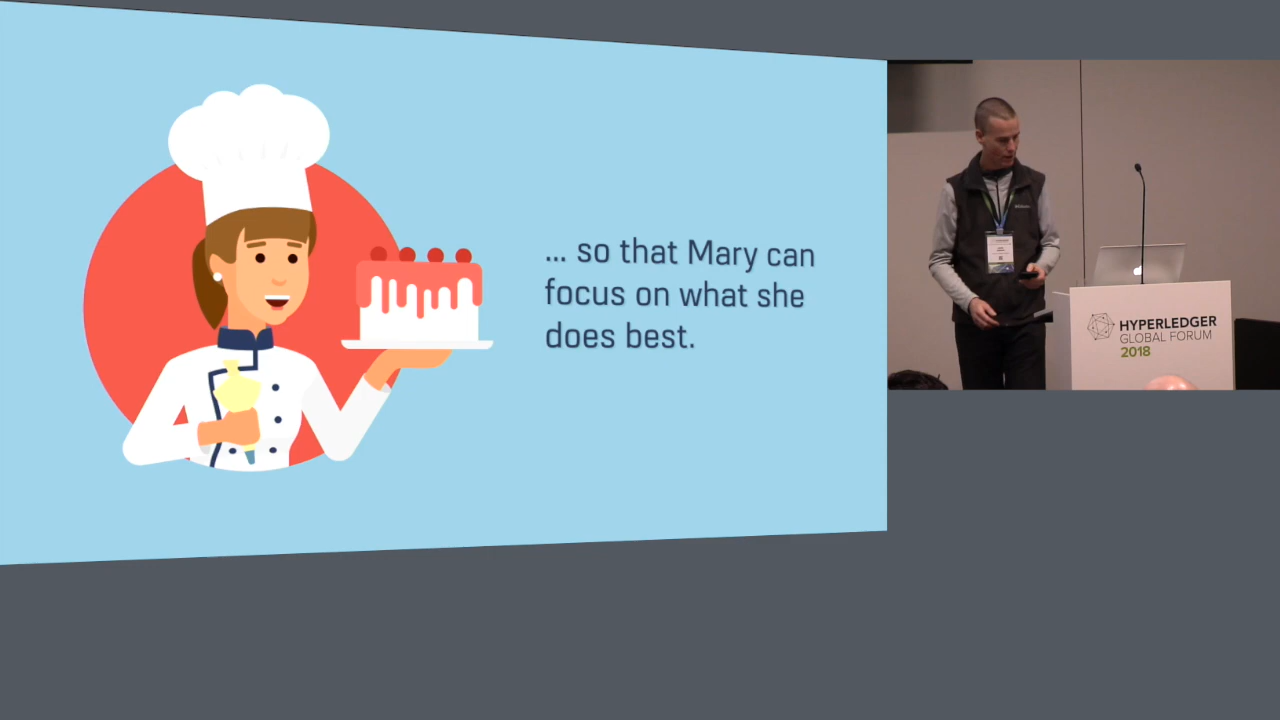 ... so that Mary can
focus on what she
does best.
HYPERLEDGER
GLOBAL FORUM
2018